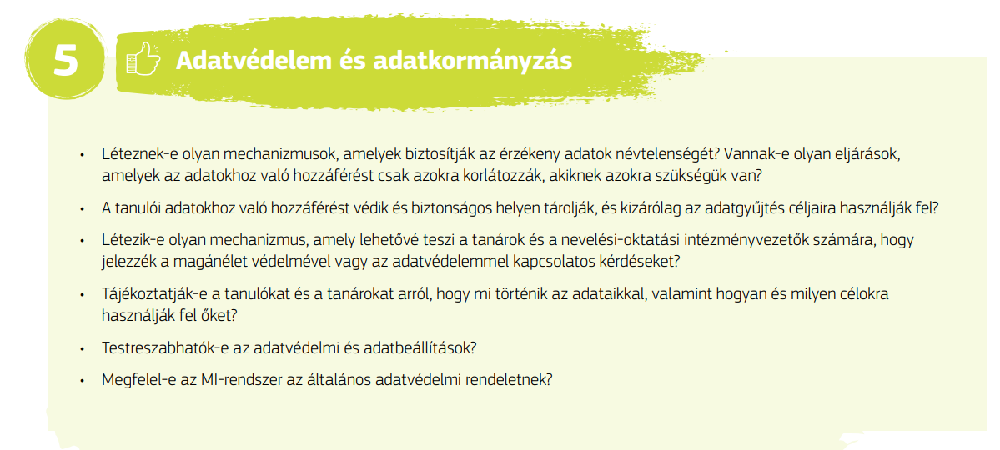 5
Adatvédelem és adatkormányzás
• Léteznek-e olyan mechanizmusok, amelyek biztosítják az érzékeny adatok névtelenségét? Vannak-e olyan eljárások,
amelyek az adatokhoz való hozzáférést csak azokra korlátozzák, akiknek azokra szükségük van?
• A tanulói adatokhoz való hozzáférést védik és biztonságos helyen tárolják, és kizárólag az adatgyűjtés céljaira használják fel?
• Létezik-e olyan mechanizmus, amely lehetővé teszi a tanárok és a nevelési-oktatási intézményvezetők számára, hogy
jelezzék a magánélet védelmével vagy az adatvédelemmel kapcsolatos kérdéseket?
• Tájékoztatják-e a tanulókat és a tanárokat arról, hogy mi történik az adataikkal, valamint hogyan és milyen célokra
használják fel őket?
• Testreszabhatók-e az adatvédelmi és adatbeállítások?
• Megfelel-e az MI-rendszer az általános adatvédelmi rendeletnek?